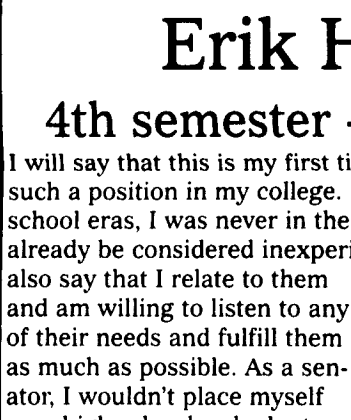 Erik
4th semester
I will say that this is my first
such a position in my college.
school eras, I was never in the
already be considered
also say that I relate to them
and am willing to listen to any
of their needs and fulfill them
as much as possible. As a sen-
ator, I wouldn't place myself